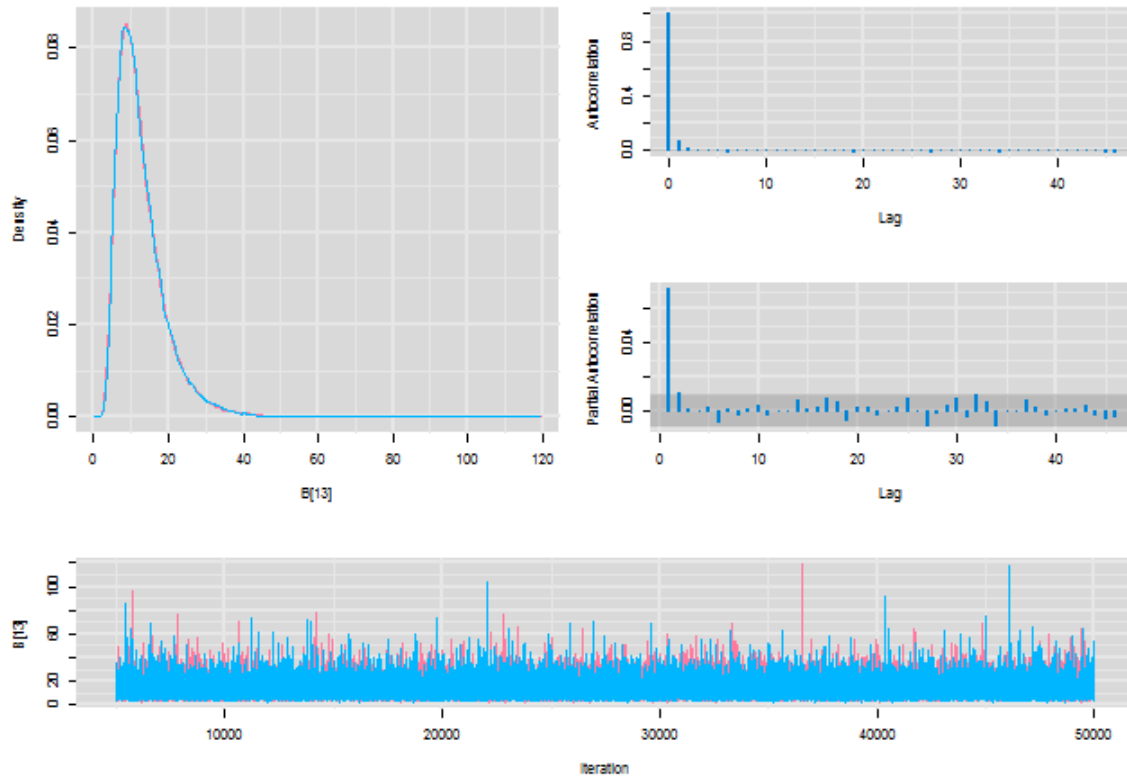 Density
0.00
0.02
0.04
0.06
0.08
0 20 40 60 80 100 120
B[13]
Autocorrelation
0.0
0.4
0.8
0 10 20 30 40
Lag
Partial Autocorrelation
0.00
0.04
0 10 20 30 40
Lag
B[13]
0
20
60
100
10000 20000 30000 40000 50000
Iteration